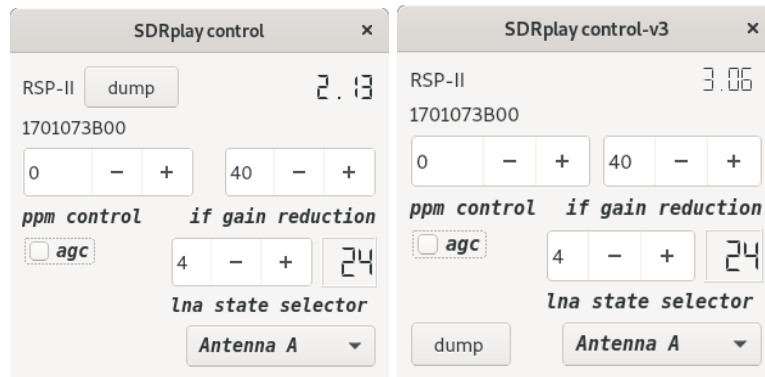 SDRplay control ×
RSP-II dump 2.13
1701073B00
0 − + 40 − +
ppm control if gain reduction
agc
4 − + 24
lna state selector
Antenna A
SDRplay control-v3 ×
RSP-II 3.06
1701073B00
0 − + 40 − +
ppm control if gain reduction
agc
4 − + 24
lna state selector
dump Antenna A